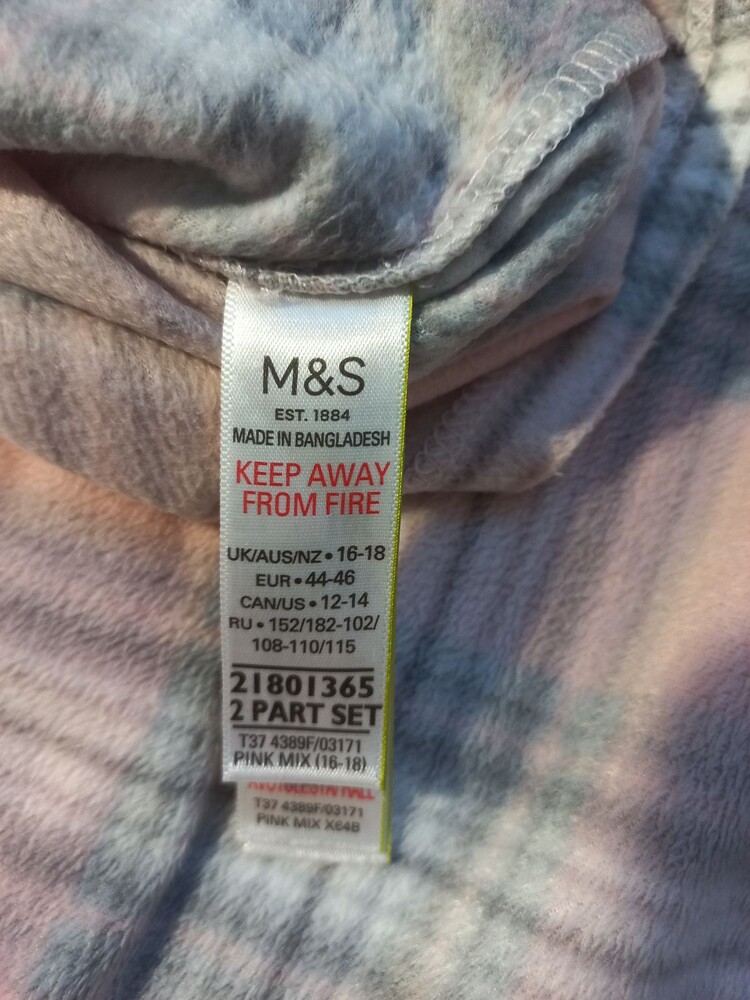 M&S
EST. 1884
MADE IN BANGLADESH
KEEP AWAY
FROM FIRE
UK/AUS/NZ • 16-18
EUR • 44-46
CAN/US • 12-14
RU • 152/182-102/
108-110/115
21801365
2 PART SET
T37 4389F/03171
PINK MIX (16-18)
T37 4389F/03171
PINK MIX X64B